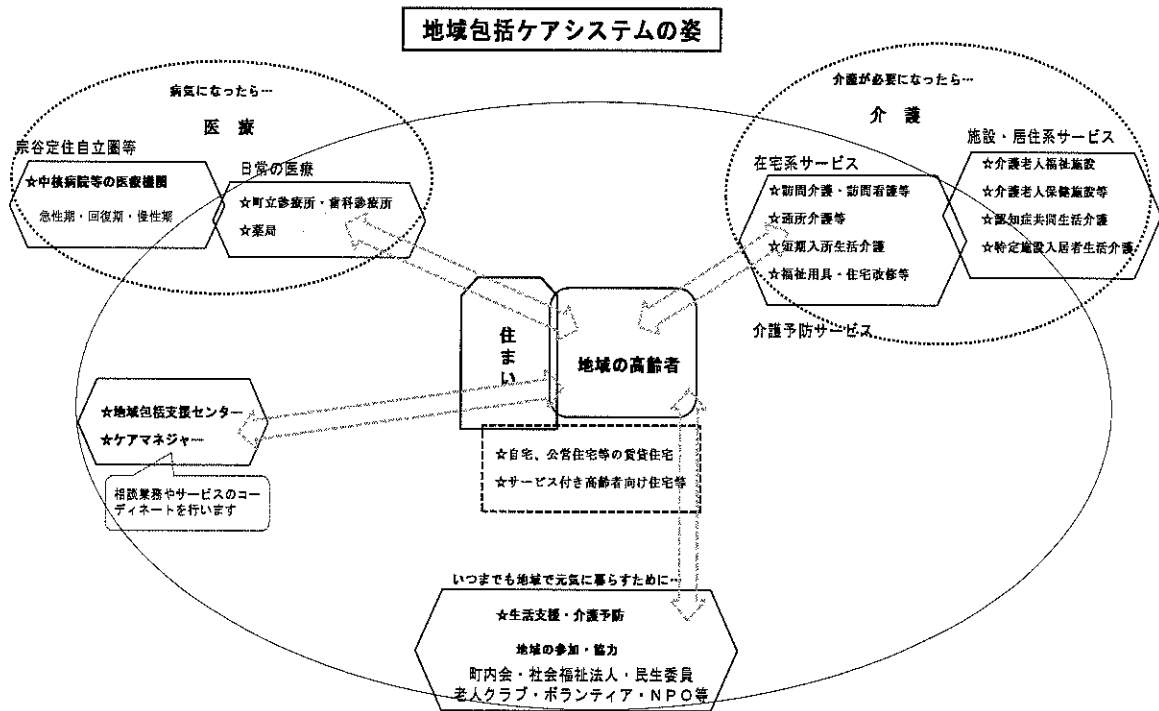 地域包括ケアシステムの姿
病気になったら…
医 療
宗谷定住自立圏等
☆中核病院等の医療機関
急性期・回復期・慢性期
日常の医療
☆町立診療所・歯科診療所
☆薬局
介護が必要になったら…
介 護
在宅系サービス
☆訪問介護・訪問看護等
☆通所介護等
☆短期入所生活介護
☆福祉用具・住宅改修等
介護予防サービス
施設・居住系サービス
☆介護老人福祉施設
☆介護老人保健施設等
☆認知症共同生活介護
☆特定施設入居者生活介護
住まい
地域の高齢者
☆自宅、公営住宅等の賃貸住宅
☆サービス付き高齢者向け住宅等
☆地域包括支援センター
☆ケアマネジャー
相談業務やサービスのコー
ディネートを行います
いつまでも地域で元気に暮らすために…
☆生活支援・介護予防
地域の参加・協力
町内会・社会福祉法人・民生委員
老人クラブ・ボランティア・NPO等